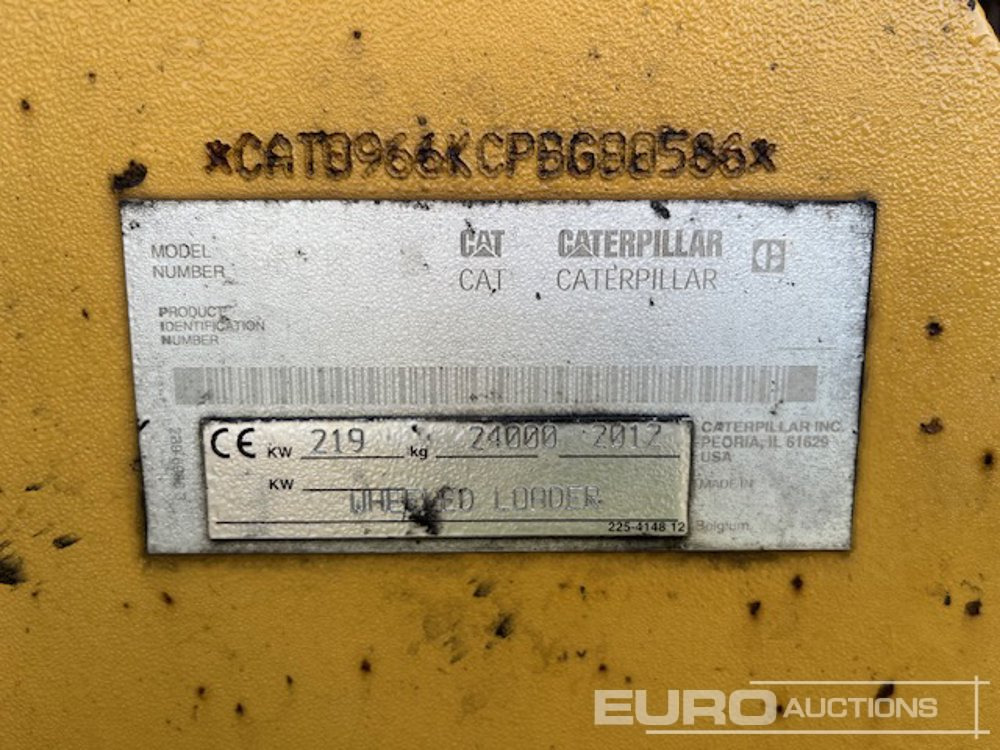 *CAT0966KCPBG00586*
MODEL NUMBER
CAT CATERPILLAR
CAT CATERPILLAR
PRODUCT
IDENTIFICATION
NUMBER
CE KW 219 kg 24000 2012
KW
WHEELED LOADER
225-4148 12
CATERPILLAR INC.
PEORIA, IL 61629
USA
MADE IN
Belgium
EURO AUCTIONS